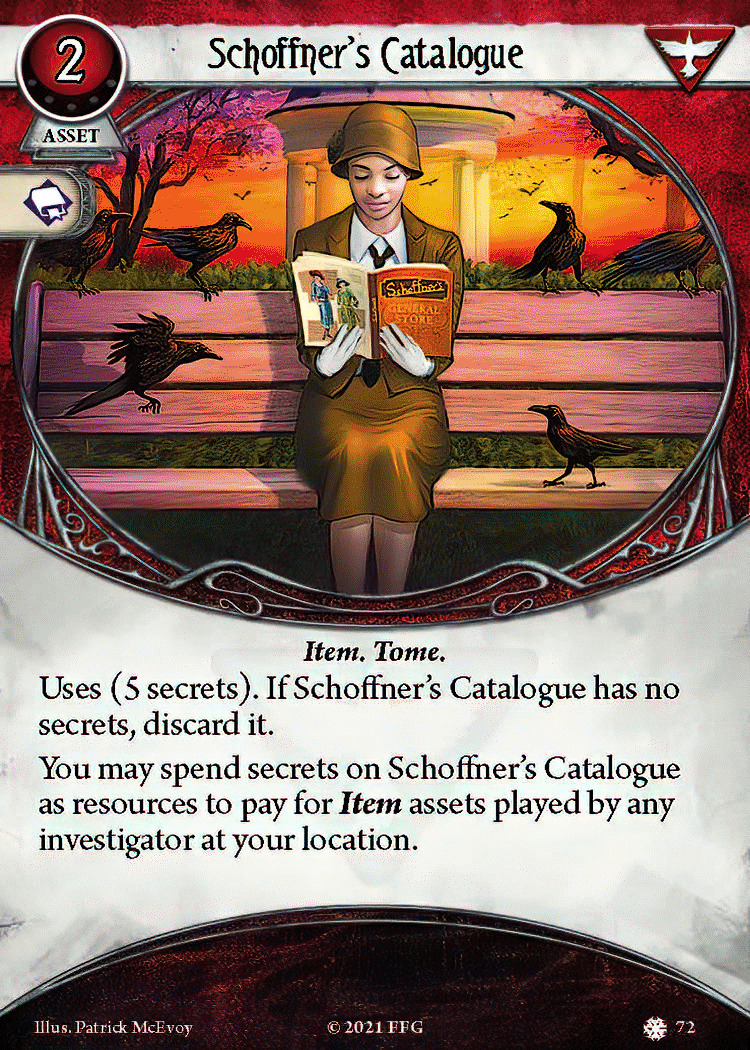 2
Schoffner's Catalogue
ASSET
Schoffner's
GENERAL
STORE
Item. Tome.
Uses (5 secrets). If Schoffner's Catalogue has no
secrets, discard it.
You may spend secrets on Schoffner's Catalogue
as resources to pay for Item assets played by any
investigator at your location.
Illus. Patrick McEvoy
© 2021 FFG
72